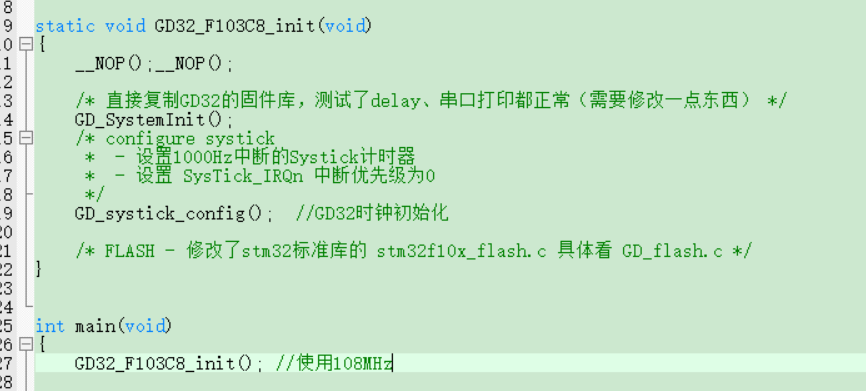 8
9 static void GD32_F103C8_init(void)
0 {
1 __NOP();__NOP();
2
3 /* 直接复制GD32的固件库，测试了delay、串口打印都正常（需要修改一点东西） */
4 GD_SystemInit();
5 /* configure systick
6 * - 设置1000Hz中断的Systick计时器
7 * - 设置 SysTick_IRQn 中断优先级为0
8 */
9 GD_systick_config(); //GD32时钟初始化
20
21 /* FLASH - 修改了stm32标准库的 stm32f10x_flash.c 具体看 GD_flash.c */
22 }
23
24
25 int main(void)
26 {
27 GD32_F103C8_init(); //使用108MHz
28